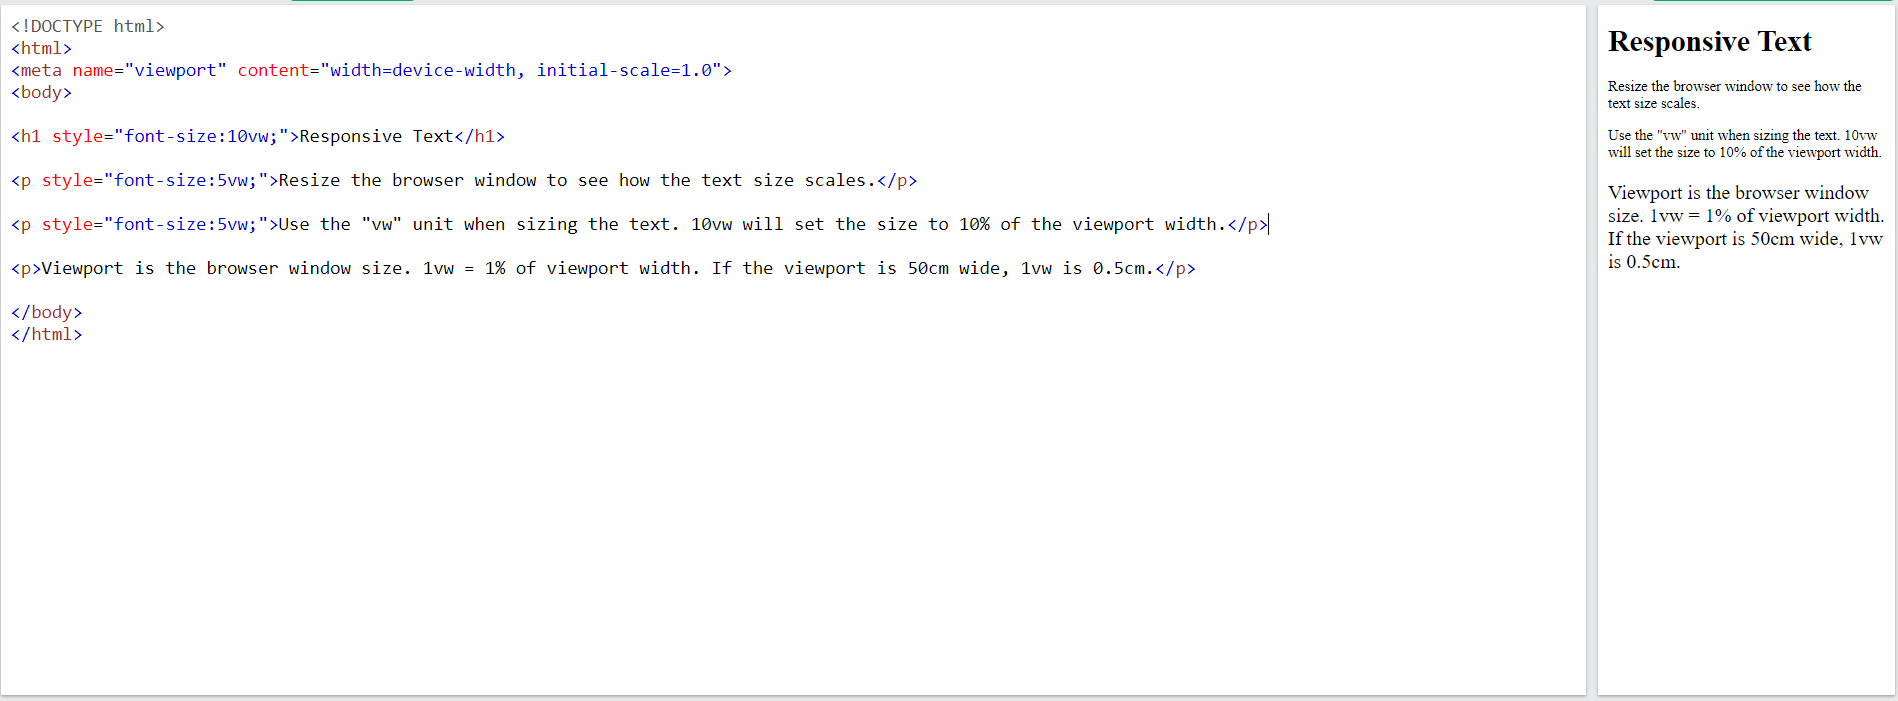 <!DOCTYPE html>
<html>
<meta name="viewport" content="width=device-width, initial-scale=1.0">
<body>
<h1 style="font-size:10vw;">Responsive Text</h1>
<p style="font-size:5vw;">Resize the browser window to see how the text size scales.</p>
<p style="font-size:5vw;">Use the "vw" unit when sizing the text. 10vw will set the size to 10% of the viewport width.</p>
<p>Viewport is the browser window size. 1vw = 1% of viewport width. If the viewport is 50cm wide, 1vw is 0.5cm.</p>
</body>
</html>
Responsive Text
Resize the browser window to see how the
text size scales.
Use the "vw" unit when sizing the text. 10vw
will set the size to 10% of the viewport width.
Viewport is the browser window
size. 1vw = 1% of viewport width.
If the viewport is 50cm wide, 1vw
is 0.5cm.